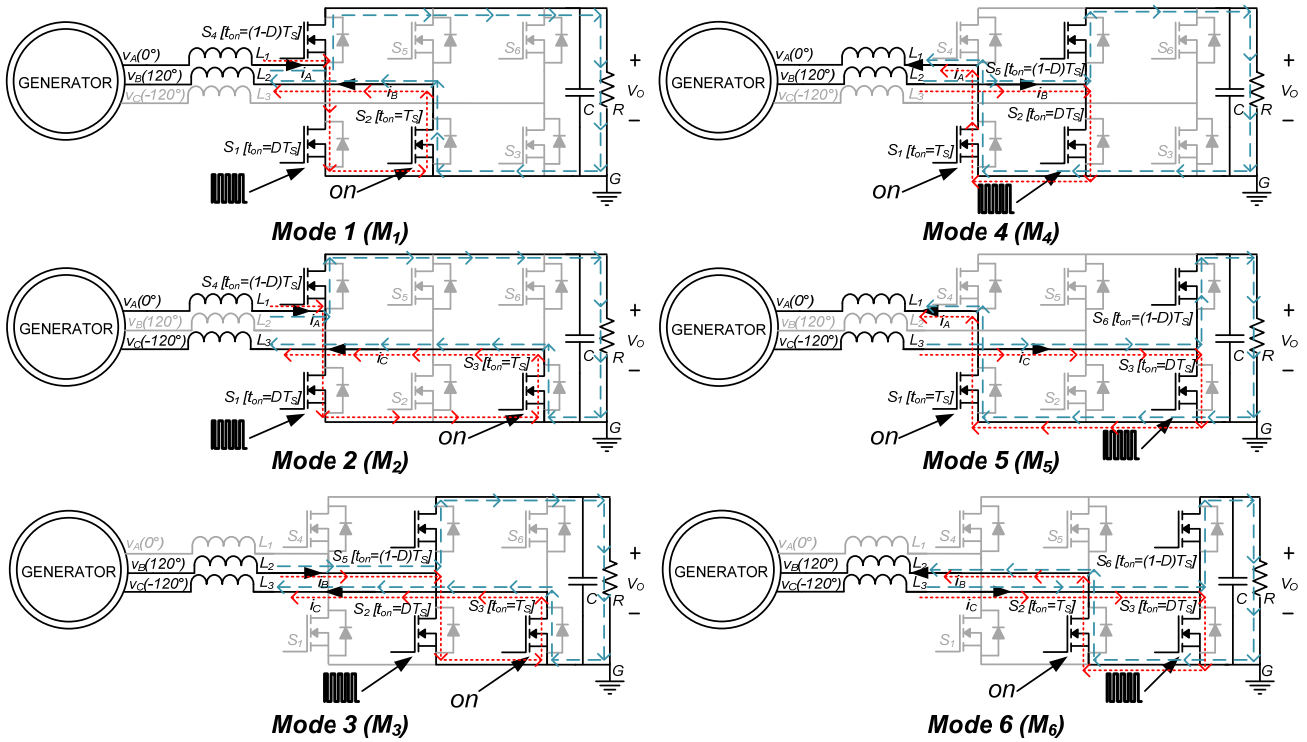 S4 [ton=(1-D)TS]
S5
S6
GENERATOR
vA(0°)
L1
vB(120°)
L2
iA
iB
vC(-120°)
L3
S2 [ton=TS]
S1 [ton=DTS]
S3
C
R
+
VO
−
G
on
Mode 1 (M1)
S4
S5 [ton=(1-D)TS]
S6
GENERATOR
vA(0°)
L1
vB(120°)
L2
iA
iB
vC(-120°)
L3
S2 [ton=DTS]
S1 [ton=TS]
S3
C
R
+
VO
−
G
on
Mode 4 (M4)
S4 [ton=(1-D)TS]
S5
S6
GENERATOR
vA(0°)
L1
vB(120°)
L2
iA
vC(-120°)
L3
iC
S3 [ton=TS]
S1 [ton=DTS]
S2
C
R
+
VO
−
G
on
Mode 2 (M2)
S4
S5
S6 [ton=(1-D)TS]
GENERATOR
vA(0°)
L1
vB(120°)
L2
iA
vC(-120°)
L3
iC
S3 [ton=DTS]
S1 [ton=TS]
S2
C
R
+
VO
−
G
on
Mode 5 (M5)
S4
S5 [ton=(1-D)TS]
S6
GENERATOR
vA(0°)
L1
vB(120°)
L2
iB
vC(-120°)
L3
iC
S2 [ton=DTS]
S3 [ton=TS]
S1
C
R
+
VO
−
G
on
Mode 3 (M3)
S4
S5
S6 [ton=(1-D)TS]
GENERATOR
vA(0°)
L1
vB(120°)
L2
iB
vC(-120°)
L3
iC
S2 [ton=TS]
S3 [ton=DTS]
S1
C
R
+
VO
−
G
on
Mode 6 (M6)